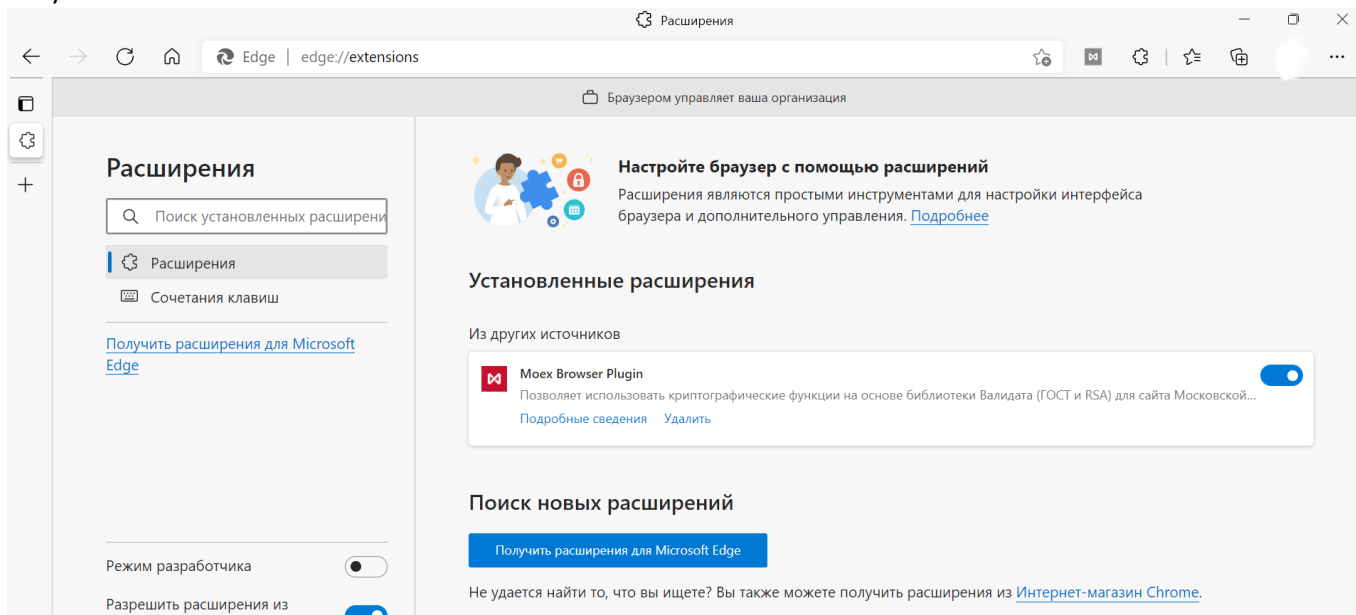 Расширения
Edge | edge://extensions
Браузером управляет ваша организация
Расширения
Поиск установленных расширени
Расширения
Сочетания клавиш
Получить расширения для Microsoft
Edge
Режим разработчика
Разрешить расширения из
Настройте браузер с помощью расширений
Расширения являются простыми инструментами для настройки интерфейса
браузера и дополнительного управления. Подробнее
Установленные расширения
Из других источников
Moex Browser Plugin
Позволяет использовать криптографические функции на основе библиотеки Валидата (ГОСТ и RSA) для сайта Московской...
Подробные сведения Удалить
Поиск новых расширений
Получить расширения для Microsoft Edge
Не удается найти то, что вы ищете? Вы также можете получить расширения из Интернет-магазин Chrome.